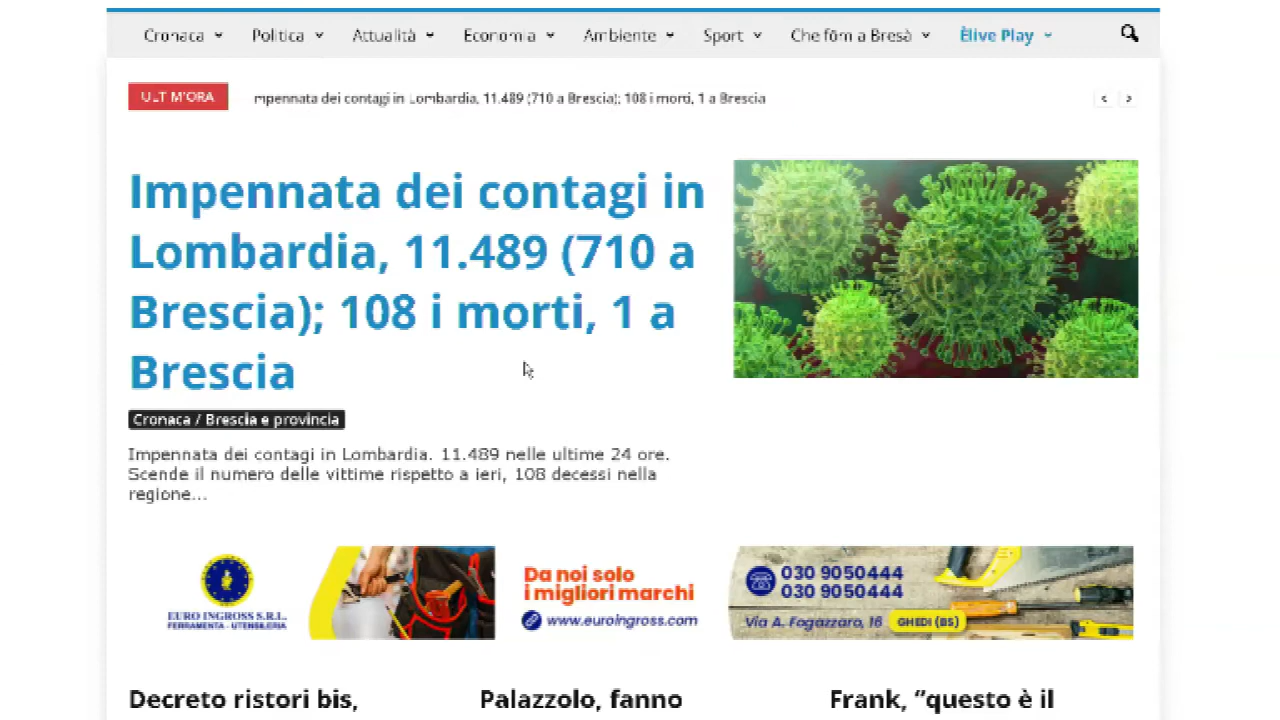 Cronaca Politica Attualità Economia Ambiente Sport Che fom a Bresà Èlive Play
ULTIM'ORA
mpennata dei contagi in Lombardia, 11.489 (710 a Brescia); 108 i morti, 1 a Brescia
Impennata dei contagi in
Lombardia, 11.489 (710 a
Brescia); 108 i morti, 1 a
Brescia
Cronaca / Brescia e provincia
Impennata dei contagi in Lombardia. 11.489 nelle ultime 24 ore.
Scende il numero delle vittime rispetto a ieri, 108 decessi nella
regione...
EURO INGROSS S.R.L.
FERRAMENTA - UTENSILERIA
Da noi solo
i migliori marchi
www.euroingross.com
030 9050444
030 9050444
Via A. Fogazzaro, 16 GHEDI (BS)
Decreto ristori bis,
Palazzolo, fanno
Frank, “questo è il